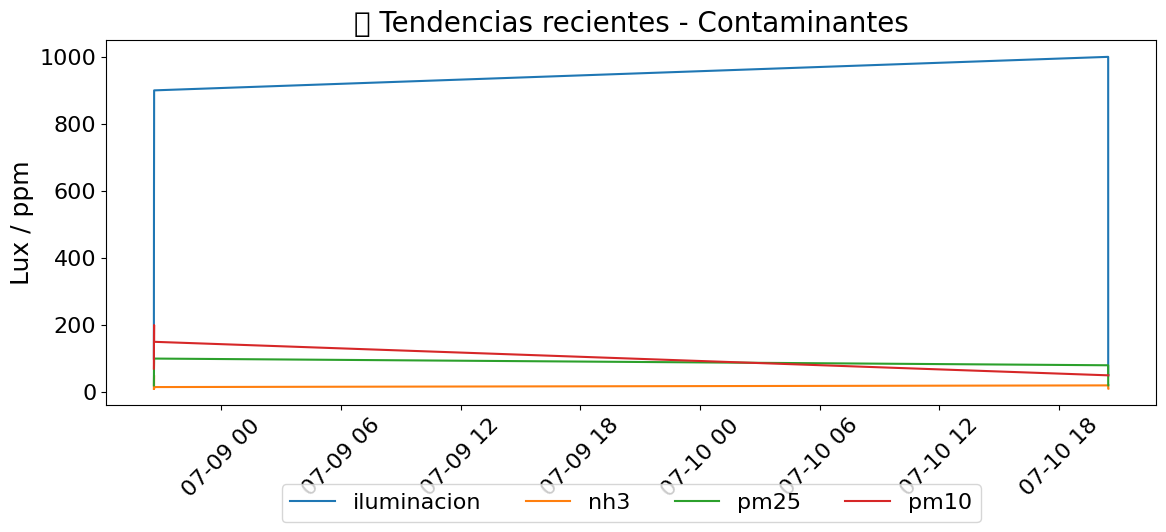 Tendencias recientes - Contaminantes
Lux / ppm
1000
800
600
400
200
0
07-09 00
07-09 06
07-09 12
07-09 18
07-10 00
07-10 06
07-10 12
07-10 18
iluminacion
nh3
pm25
pm10